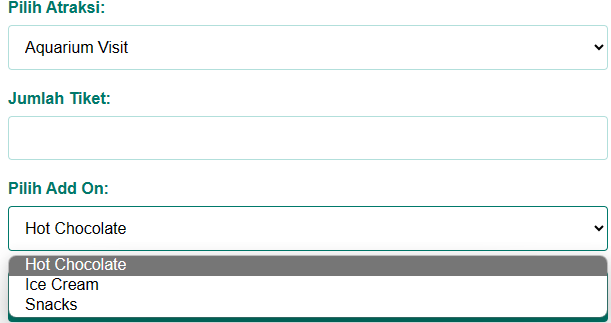 Pilih Atraksi:
Aquarium Visit
Jumlah Tiket:
Pilih Add On:
Hot Chocolate
Hot Chocolate
Ice Cream
Snacks